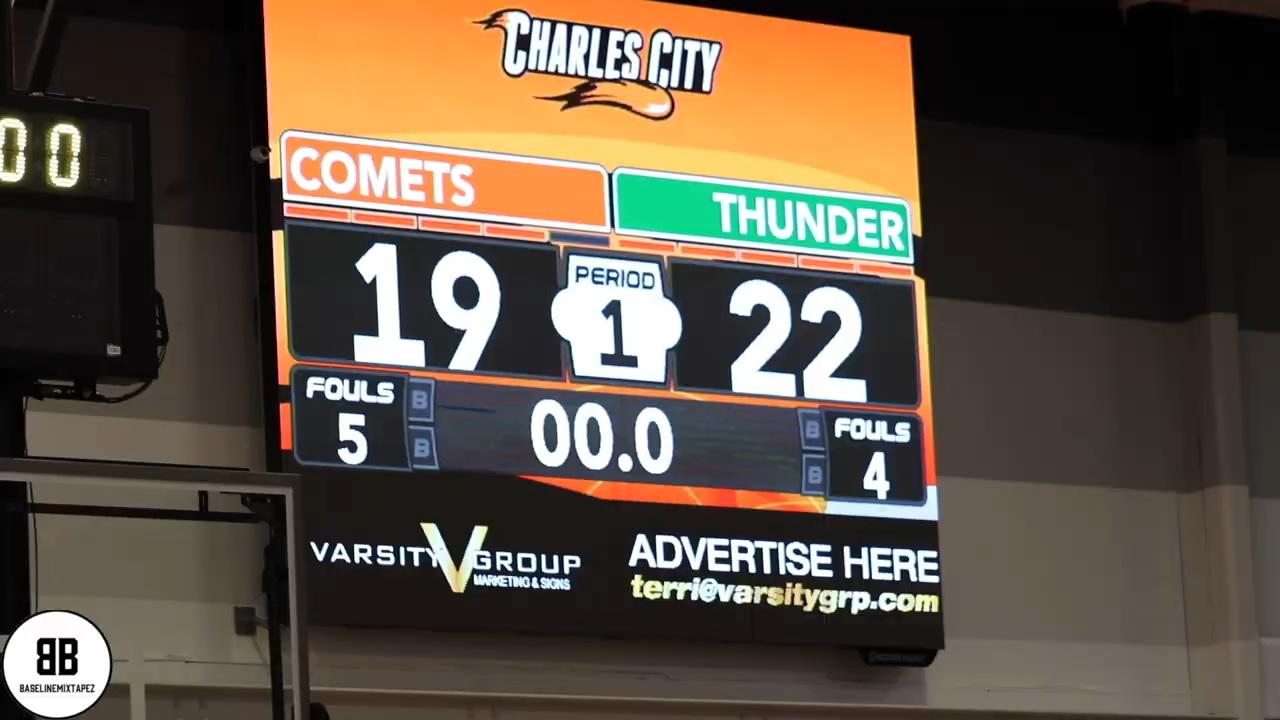 CHARLES CITY
00
COMETS
THUNDER
19
PERIOD
1
22
FOULS
5
B
B
00.0
B
B
FOULS
4
VARSITY V GROUP
MARKETING & SIGNS
ADVERTISE HERE
terri@varsitygrp.com
BB
BASELINEMIXTAPEZ